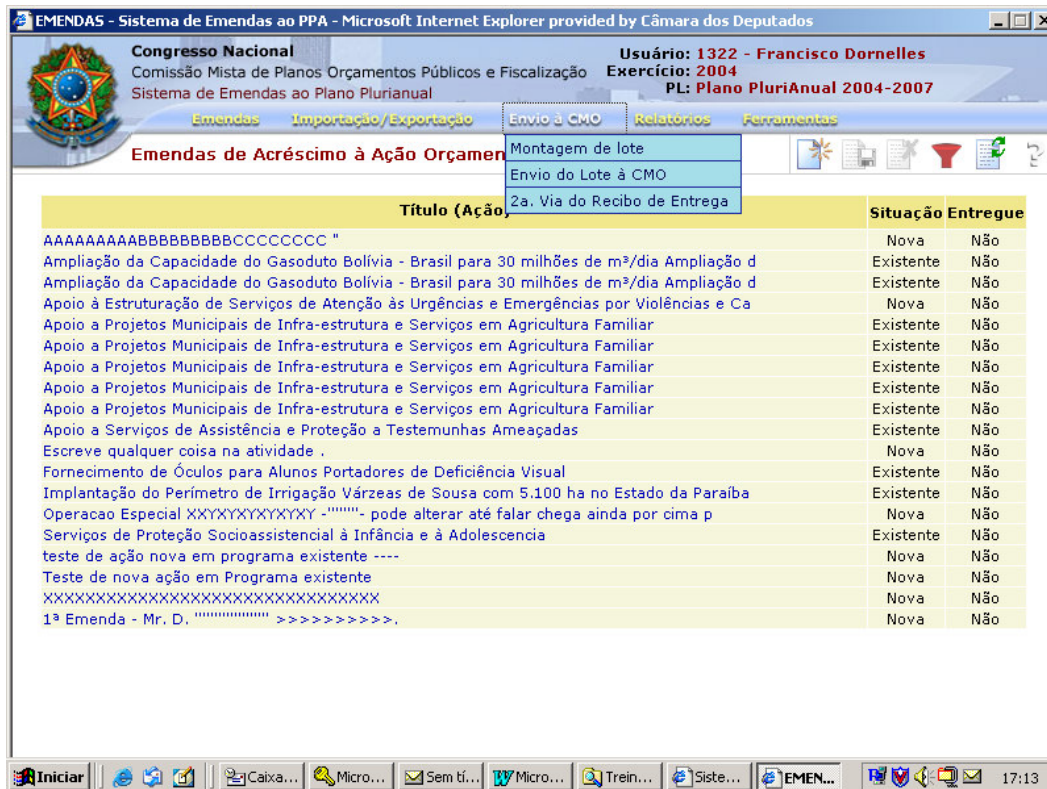 EMENDAS - Sistema de Emendas ao PPA - Microsoft Internet Explorer provided by Câmara dos Deputados
Congresso Nacional
Comissão Mista de Planos Orçamentos Públicos e Fiscalização
Sistema de Emendas ao Plano Plurianual
Usuário: 1322 - Francisco Dornelles
Exercício: 2004
PL: Plano PluriAnual 2004-2007
Emendas Importação/Exportação Envio à CMO Relatórios Ferramentas
Montagem de lote
Envio do Lote à CMO
2a. Via do Recibo de Entrega
Emendas de Acréscimo à Ação Orçamen
Título (Ação) Situação Entregue
AAAAAAAAABBBBBBBBBCCCCCCCC " Nova Não
Ampliação da Capacidade do Gasoduto Bolívia - Brasil para 30 milhões de m³/dia Ampliação d Existente Não
Ampliação da Capacidade do Gasoduto Bolívia - Brasil para 30 milhões de m³/dia Ampliação d Existente Não
Apoio à Estruturação de Serviços de Atenção às Urgências e Emergências por Violências e Ca Nova Não
Apoio a Projetos Municipais de Infra-estrutura e Serviços em Agricultura Familiar Existente Não
Apoio a Projetos Municipais de Infra-estrutura e Serviços em Agricultura Familiar Existente Não
Apoio a Projetos Municipais de Infra-estrutura e Serviços em Agricultura Familiar Existente Não
Apoio a Projetos Municipais de Infra-estrutura e Serviços em Agricultura Familiar Existente Não
Apoio a Projetos Municipais de Infra-estrutura e Serviços em Agricultura Familiar Existente Não
Apoio a Serviços de Assistência e Proteção a Testemunhas Ameaçadas Existente Não
Escreve qualquer coisa na atividade . Nova Não
Fornecimento de Óculos para Alunos Portadores de Deficiência Visual Existente Não
Implantação do Perímetro de Irrigação Várzeas de Sousa com 5.100 ha no Estado da Paraíba Existente Não
Operacao Especial XXYXYXYXYXYXY -""""- pode alterar até falar chega ainda por cima p Nova Não
Serviços de Proteção Socioassistencial à Infância e à Adolescencia Existente Não
teste de ação nova em programa existente ---- Nova Não
Teste de nova ação em Programa existente Nova Não
XXXXXXXXXXXXXXXXXXXXXXXXXXXXXXXX Nova Não
1ª Emenda - Mr. D. """""""""" >>>>>>>>>>. Nova Não
Iniciar Caixa... Micro... Sem tí... Micro... Trein... Siste... EMEN... 17:13